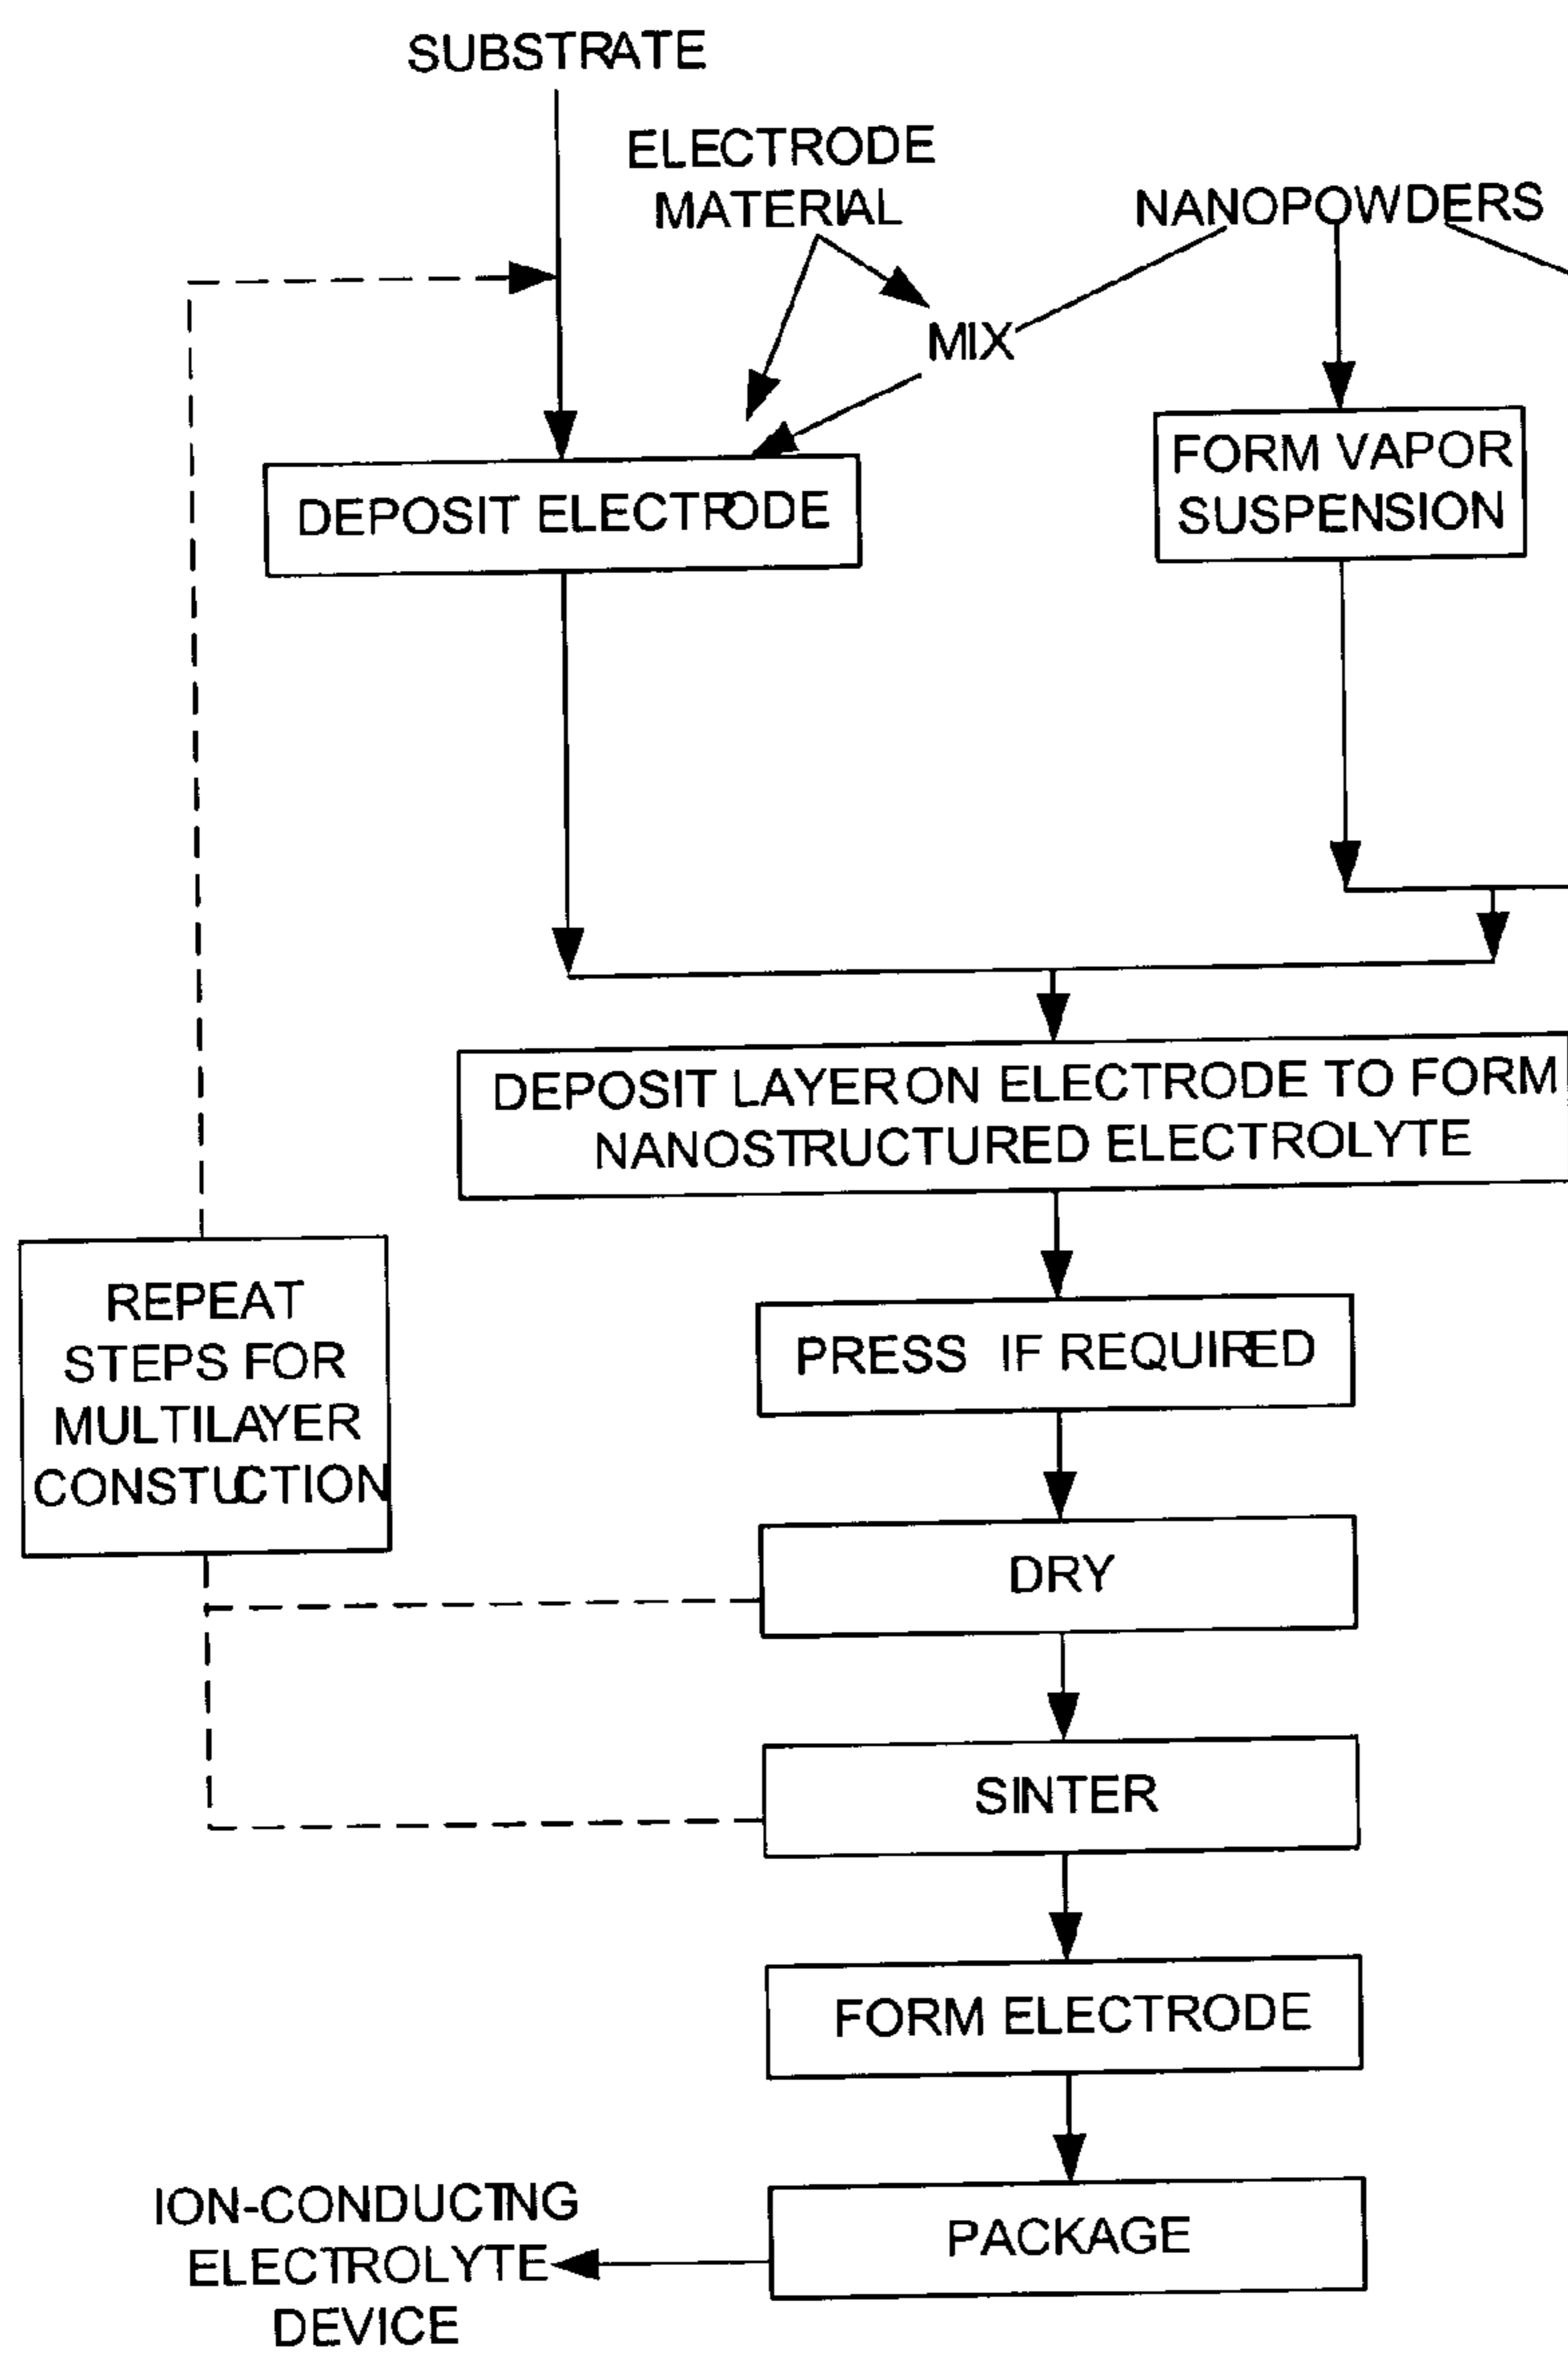 SUBSTRATE
ELECTRODE
MATERIAL
NANOPOWDERS
MIX
FORM VAPOR
SUSPENSION
DEPOSIT ELECTRODE
DEPOSIT LAYER ON ELECTRODE TO FORM
NANOSTRUCTURED ELECTROLYTE
REPEAT
STEPS FOR
MULTILAYER
CONSTUCTION
PRESS IF REQUIRED
DRY
SINTER
FORM ELECTRODE
PACKAGE
ION-CONDUCTING
ELECTROLYTE
DEVICE